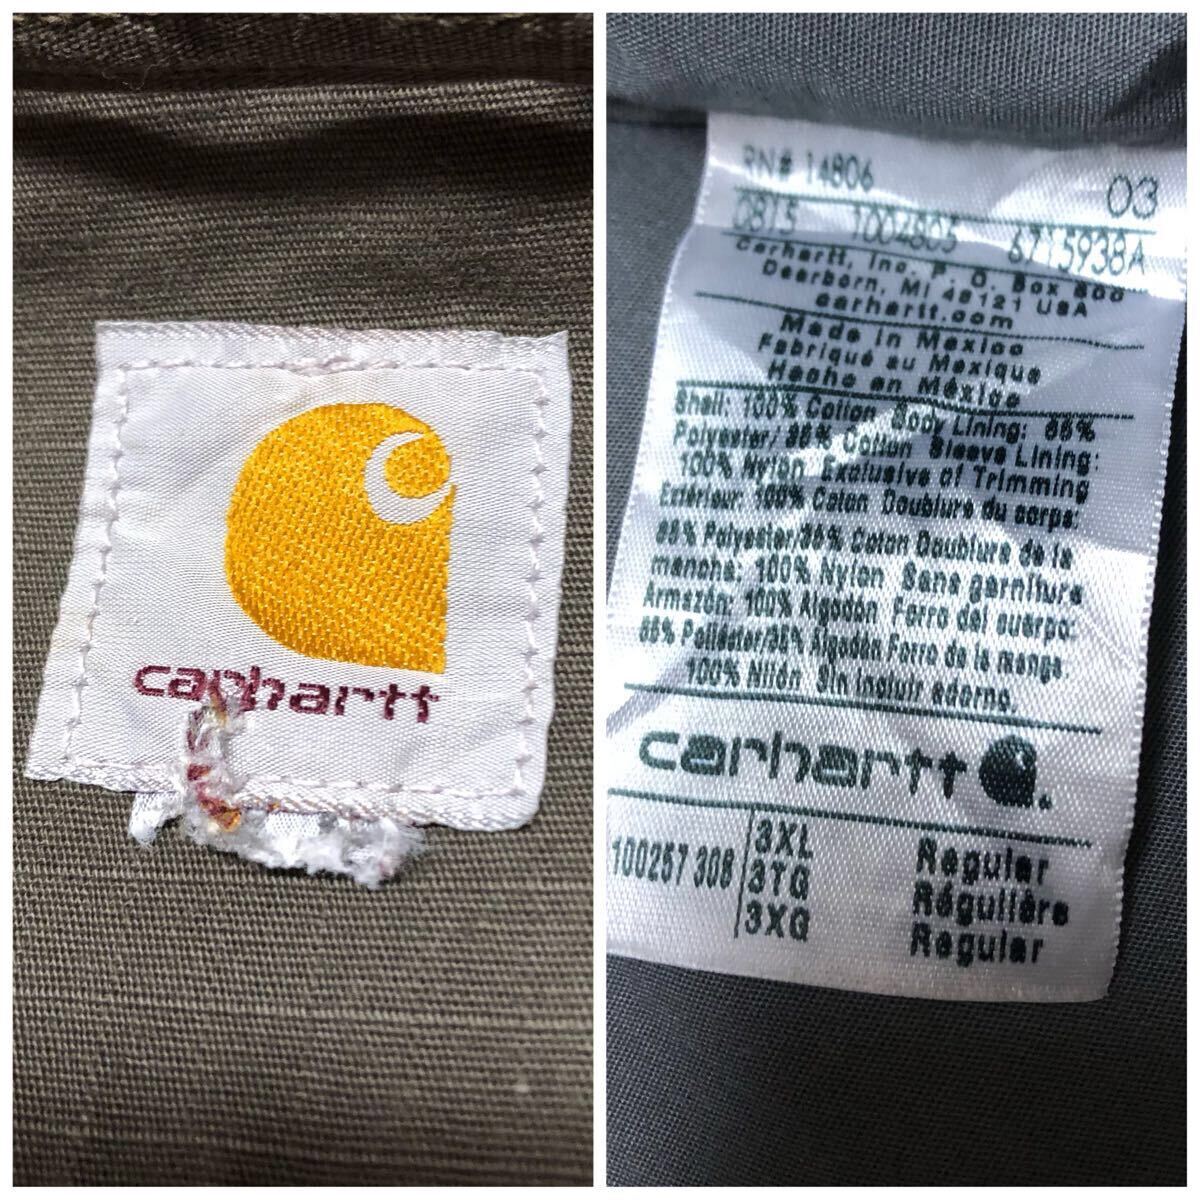 carhartt
RN# 14806 03
0815 1004805 6715938A
Carhartt, Inc. P. O. Box 600
Dearborn, MI 48121 USA
carhartt.com
Made in Mexico
Fabriqué au Mexique
Hecho en México
Shell: 100% Cotton Body Lining: 65%
Polyester/ 35% Cotton Sleeve Lining:
100% Nylon Exclusive of Trimming
Extérieur: 100% Coton Doublure du corps:
65% Polyester/35% Coton Doublure de la
manche: 100% Nylon Sans garniture
Armazón: 100% Algodón Forro del cuerpo:
65% Poliéster/35% Algodón Forro de la manga
100% Nilón Sin incluir adorno.
carhartt
100257 308 3XL Regular
3TG Régulière
3XG Regular